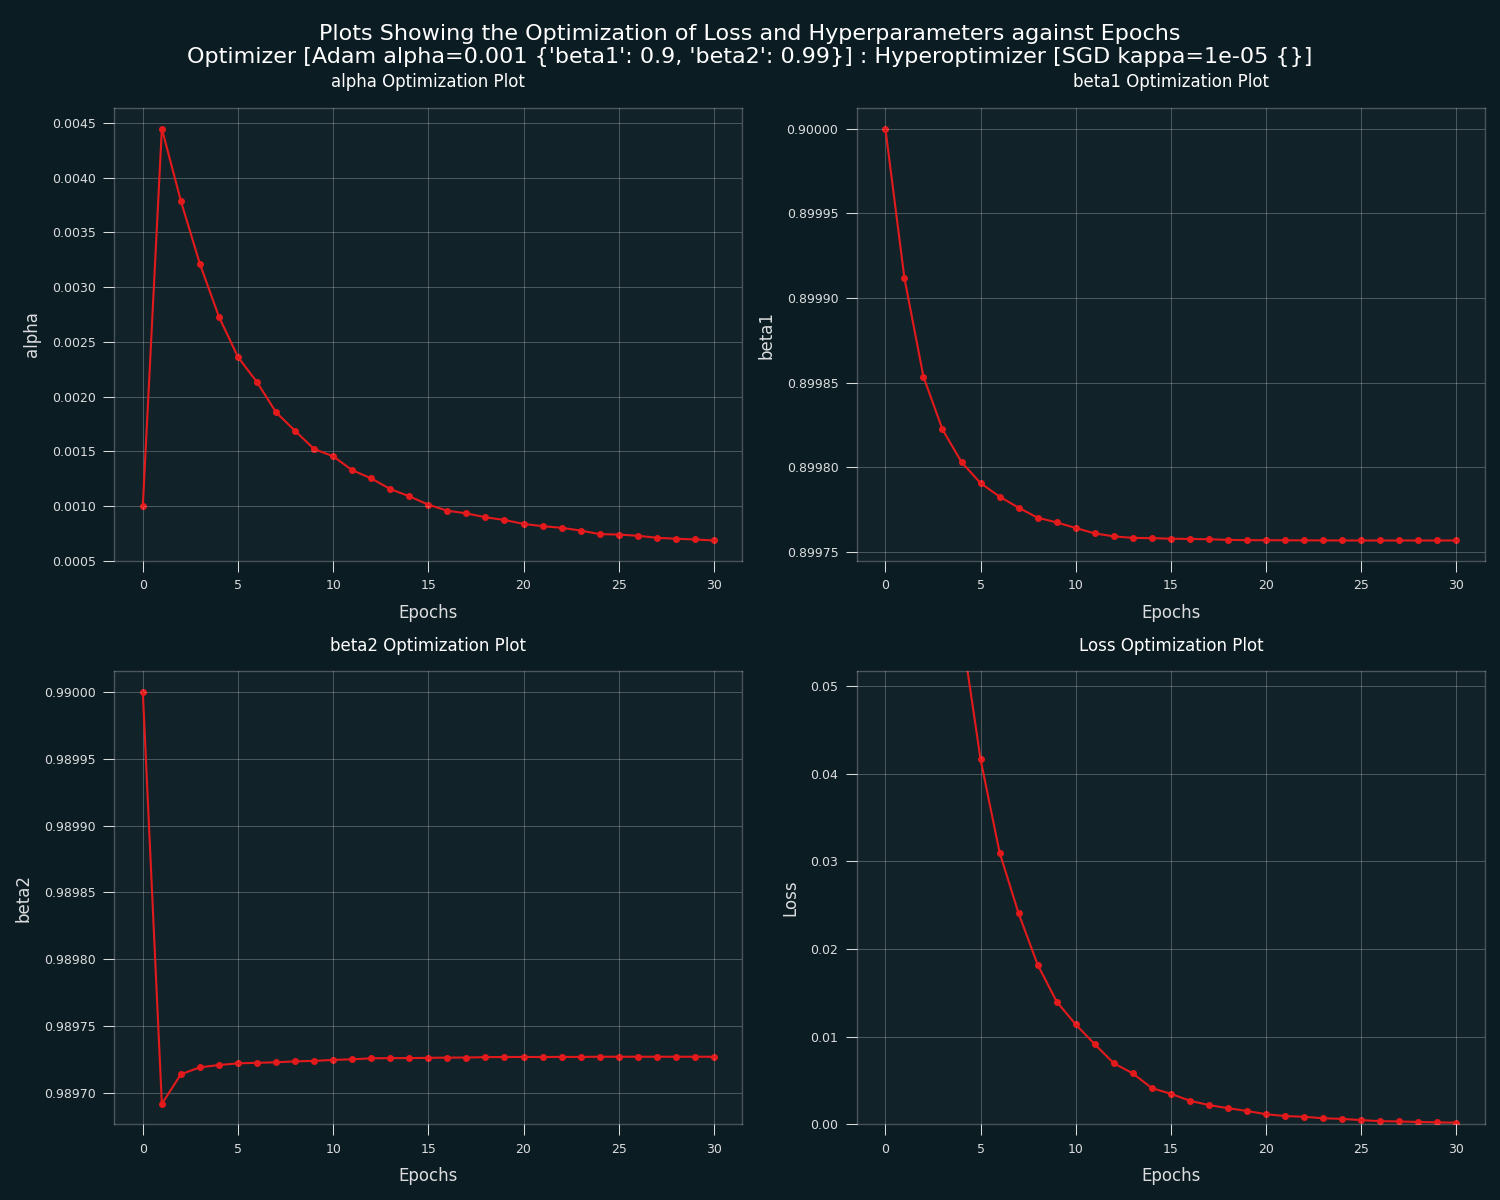 Plots Showing the Optimization of Loss and Hyperparameters against Epochs
Optimizer [Adam alpha=0.001 {'beta1': 0.9, 'beta2': 0.99}] : Hyperoptimizer [SGD kappa=1e-05 {}]
alpha Optimization Plot
0.0045
0.0040
0.0035
0.0030
0.0025
0.0020
0.0015
0.0010
0.0005
alpha
0 5 10 15 20 25 30
Epochs
beta1 Optimization Plot
0.90000
0.89995
0.89990
0.89985
0.89980
0.89975
beta1
0 5 10 15 20 25 30
Epochs
beta2 Optimization Plot
0.99000
0.98995
0.98990
0.98985
0.98980
0.98975
0.98970
beta2
0 5 10 15 20 25 30
Epochs
Loss Optimization Plot
0.05
0.04
0.03
0.02
0.01
0.00
Loss
0 5 10 15 20 25 30
Epochs